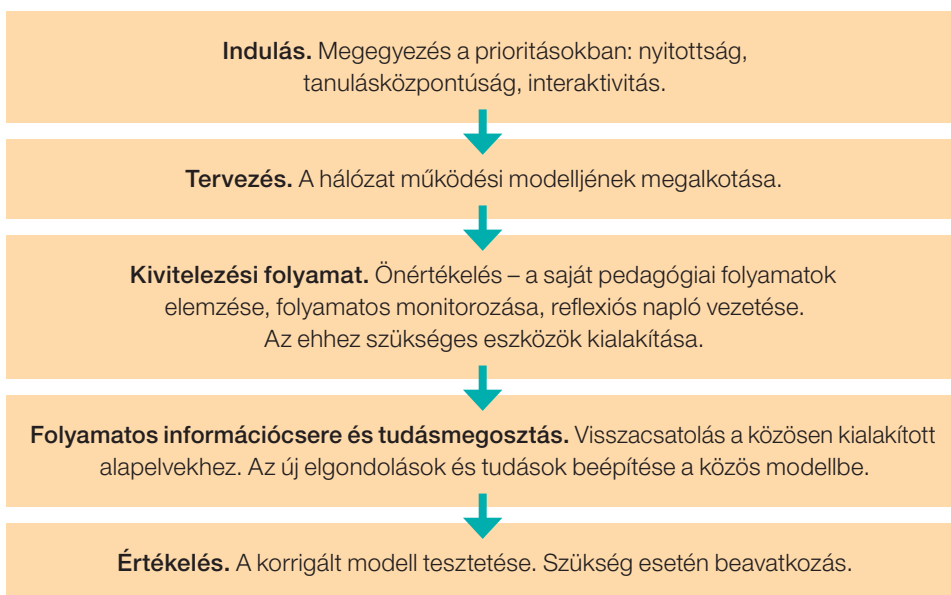 Indulás. Megegyezés a prioritásokban: nyitottság,
tanulásközpontúság, interaktivitás.
Tervezés. A hálózat működési modelljének megalkotása.
Kivitelezési folyamat. Önértékelés – a saját pedagógiai folyamatok
elemzése, folyamatos monitorozása, reflexiós napló vezetése.
Az ehhez szükséges eszközök kialakítása.
Folyamatos információcsere és tudásmegosztás. Visszacsatolás a közösen kialakított
alapelvekhez. Az új elgondolások és tudások beépítése a közös modellbe.
Értékelés. A korrigált modell tesztetése. Szükség esetén beavatkozás.